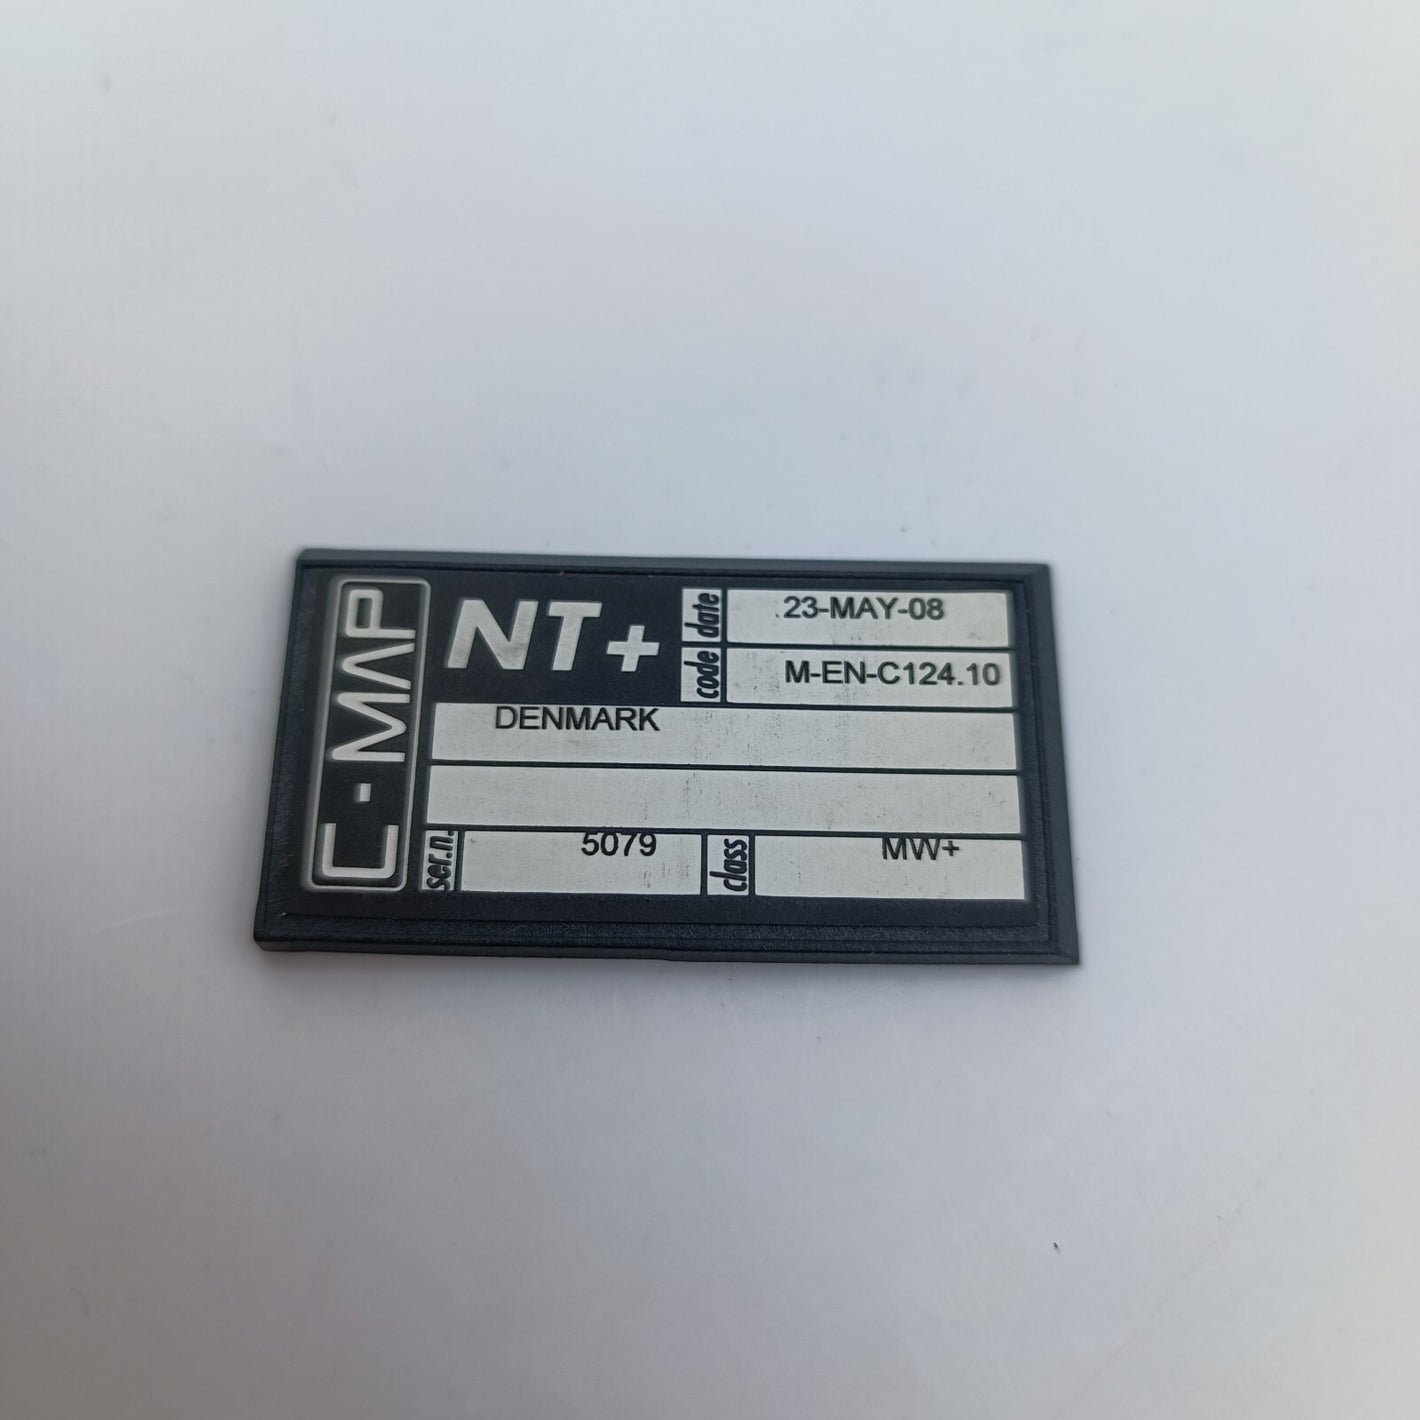 C-MAP
NT+
date 23-MAY-08
code M-EN-C124.10
DENMARK
ser.n. 5079
class MW+